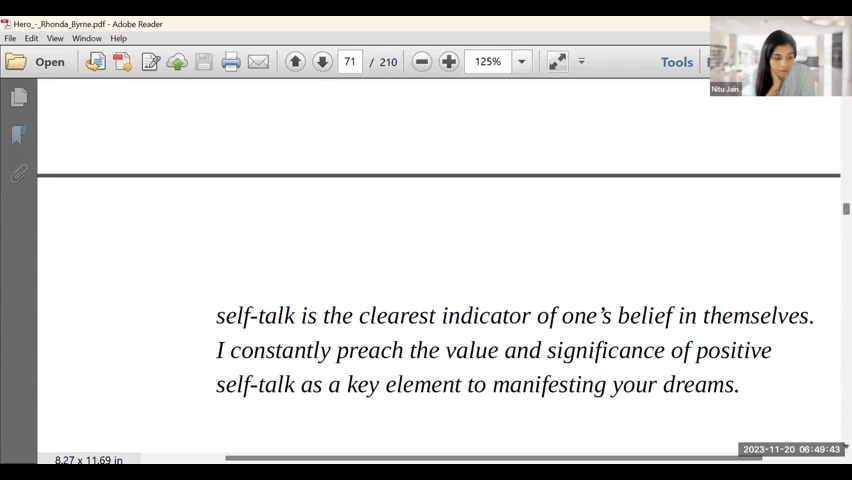 Hero_-_Rhonda_Byrne.pdf - Adobe Reader
File Edit View Window Help
Open 71 / 210 125% Tools
Nitu Jain
self-talk is the clearest indicator of one's belief in themselves.
I constantly preach the value and significance of positive
self-talk as a key element to manifesting your dreams.
2023-11-20 06:49:43
8.27 x 11.69 in